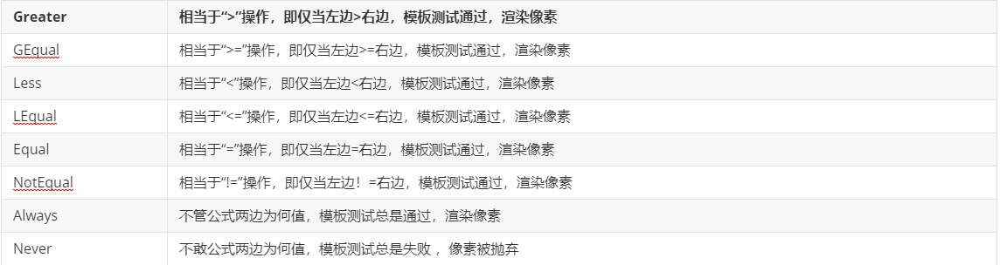 Greater 相当于“>”操作，即仅当左边>右边，模板测试通过，渲染像素
GEqual 相当于“>=”操作，即仅当左边>=右边，模板测试通过，渲染像素
Less 相当于“<”操作，即仅当左边<右边，模板测试通过，渲染像素
LEqual 相当于“<=”操作，即仅当左边<=右边，模板测试通过，渲染像素
Equal 相当于“=”操作，即仅当左边=右边，模板测试通过，渲染像素
NotEqual 相当于“!=”操作，即仅当左边！=右边，模板测试通过，渲染像素
Always 不管公式两边为何值，模板测试总是通过，渲染像素
Never 不敢公式两边为何值，模板测试总是失败 ，像素被抛弃